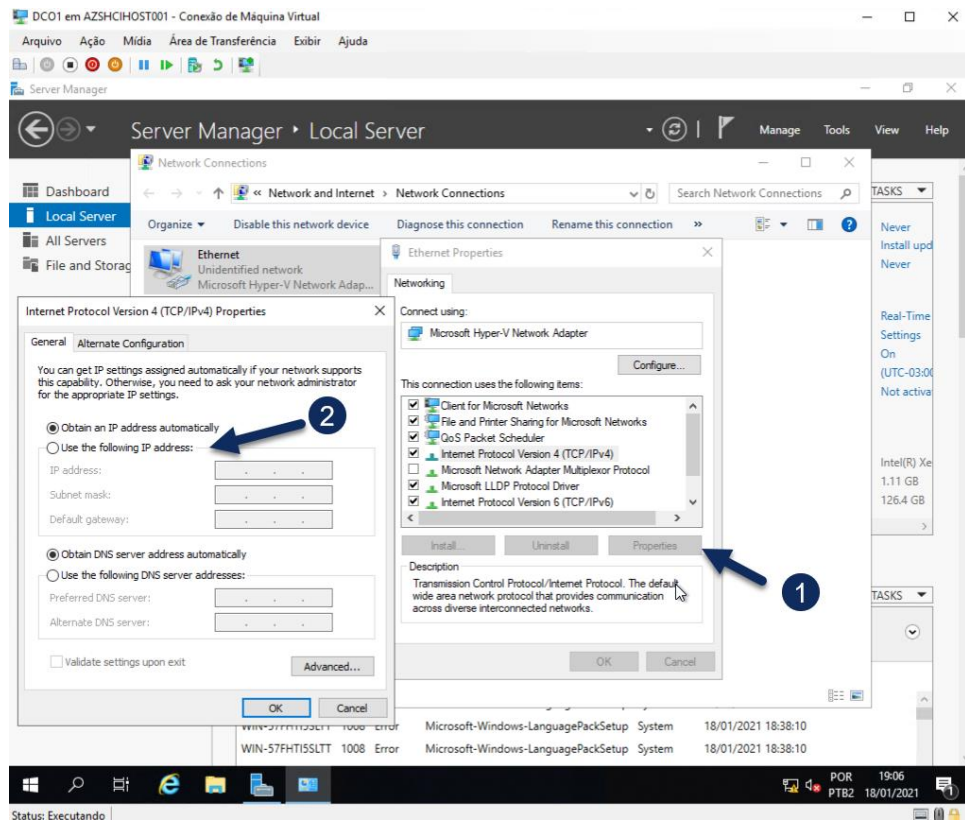 DCO1 em AZSHCIHOST001 - Conexão de Máquina Virtual
Arquivo Ação Mídia Área de Transferência Exibir Ajuda
Server Manager
Server Manager Local Server
Manage Tools View Help
Network Connections
Dashboard
Local Server
All Servers
File and Storag
« Network and Internet > Network Connections
Search Network Connections
TASKS
Organize Disable this network device Diagnose this connection Rename this connection »
Never
Install upd
Never
Real-Time
Settings
On
(UTC-03:00
Not activa
Intel(R) Xe
1.11 GB
126.4 GB
Ethernet
Unidentified network
Microsoft Hyper-V Network Adap...
Ethernet Properties
Networking
Connect using:
Microsoft Hyper-V Network Adapter
Configure...
This connection uses the following items:
Client for Microsoft Networks
File and Printer Sharing for Microsoft Networks
QoS Packet Scheduler
Internet Protocol Version 4 (TCP/IPv4)
Microsoft Network Adapter Multiplexor Protocol
Microsoft LLDP Protocol Driver
Internet Protocol Version 6 (TCP/IPv6)
Install... Uninstall Properties
Description
Transmission Control Protocol/Internet Protocol. The default
wide area network protocol that provides communication
across diverse interconnected networks.
OK Cancel
1
Internet Protocol Version 4 (TCP/IPv4) Properties
General Alternate Configuration
You can get IP settings assigned automatically if your network supports
this capability. Otherwise, you need to ask your network administrator
for the appropriate IP settings.
Obtain an IP address automatically
2
Use the following IP address:
IP address:
Subnet mask:
Default gateway:
Obtain DNS server address automatically
Use the following DNS server addresses:
Preferred DNS server:
Alternate DNS server:
Validate settings upon exit
Advanced...
OK Cancel
TASKS
WIN-57FHTI5SLTT 1008 Error Microsoft-Windows-LanguagePackSetup System 18/01/2021 18:38:10
WIN-57FHTI5SLTT 1008 Error Microsoft-Windows-LanguagePackSetup System 18/01/2021 18:38:10
POR
PTB2
19:06
18/01/2021
1
Status: Executando